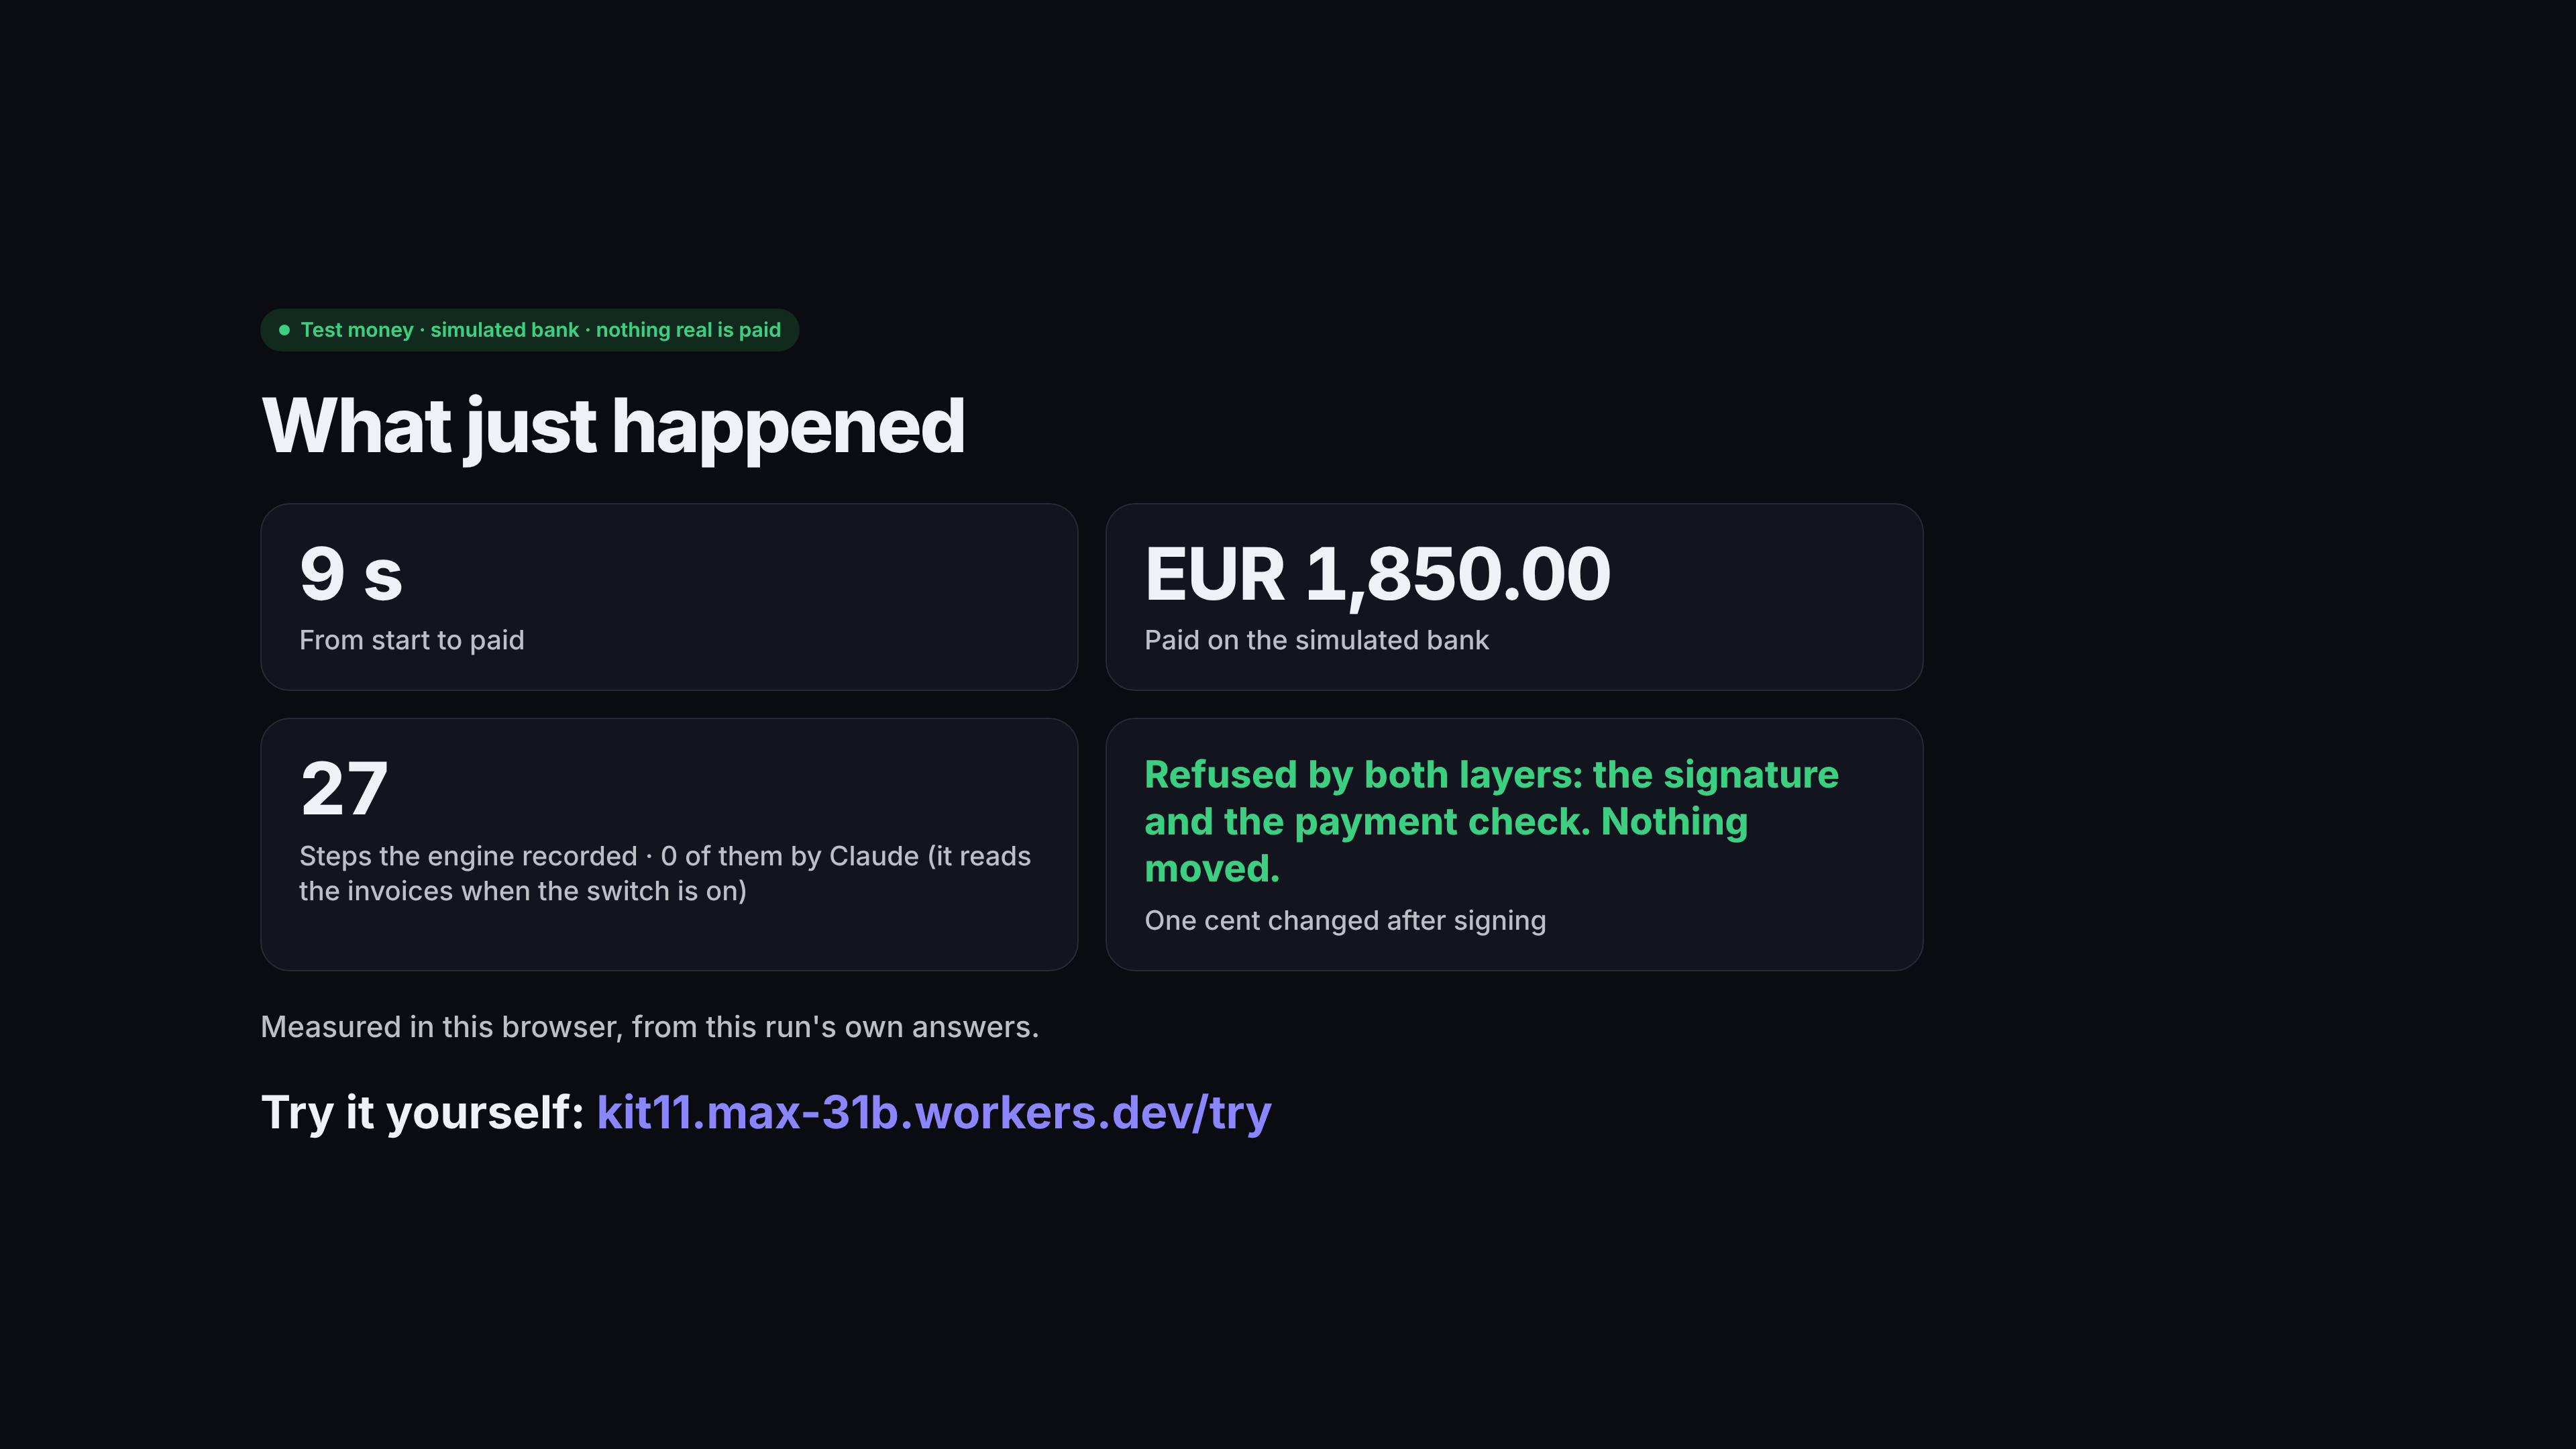 Test money · simulated bank · nothing real is paid
What just happened
9 s
From start to paid
EUR 1,850.00
Paid on the simulated bank
27
Steps the engine recorded · 0 of them by Claude (it reads
the invoices when the switch is on)
Refused by both layers: the signature
and the payment check. Nothing
moved.
One cent changed after signing
Measured in this browser, from this run's own answers.
Try it yourself: kit11.max-31b.workers.dev/try